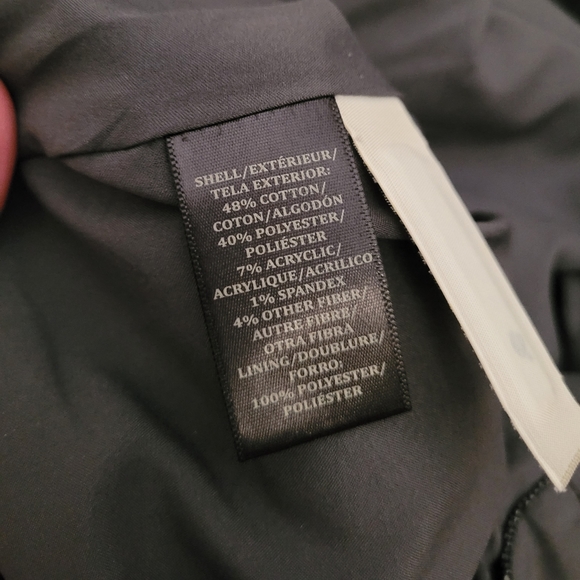 SHELL/EXTÉRIEUR/
TELA EXTERIOR:
48% COTTON/
COTON/ALGODÓN
40% POLYESTER/
POLIÉSTER
7% ACRYLIC/
ACRYLIQUE/ACRILICO
1% SPANDEX
4% OTHER FIBER/
AUTRE FIBRE/
OTRA FIBRA
LINING/DOUBLURE/
FORRO:
100% POLYESTER/
POLIÉSTER